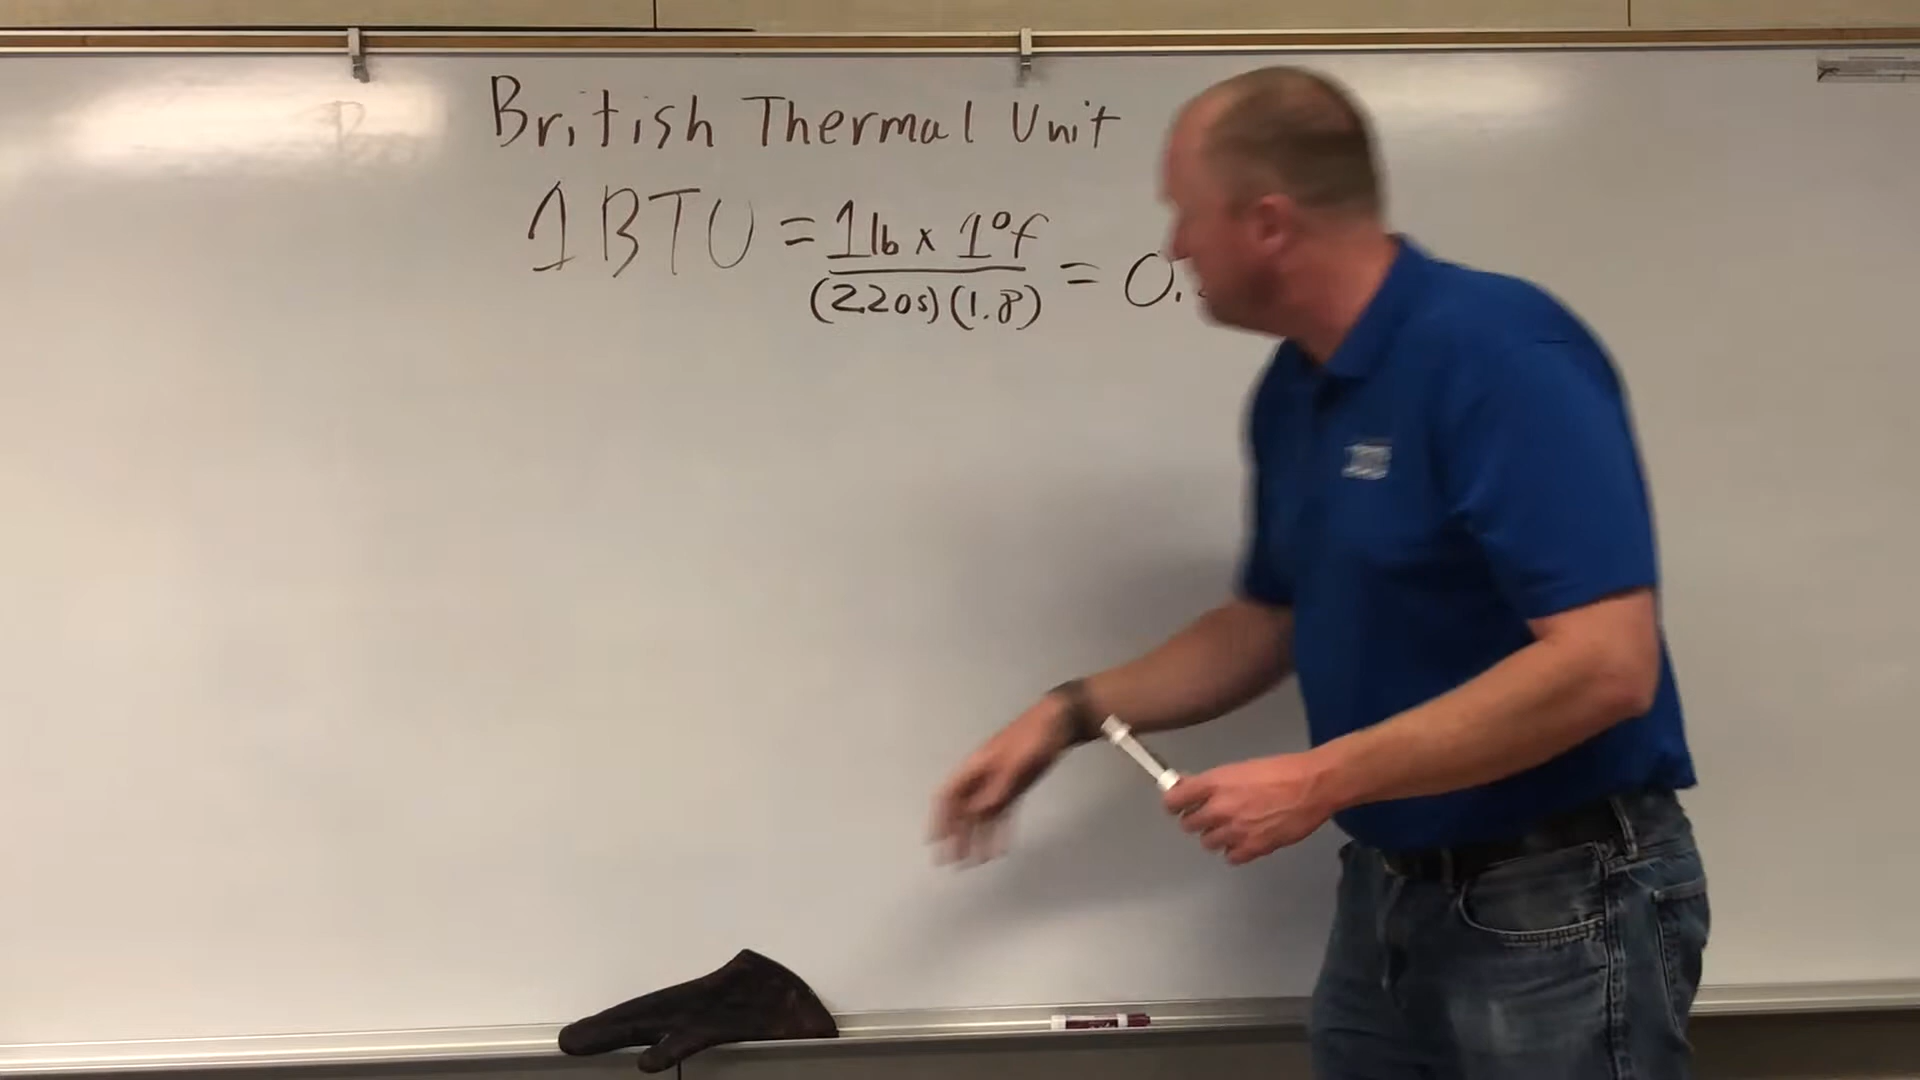 British Thermal Unit
1 BTU = 1lb x 1°f = 0.
(2.205)(1.8)